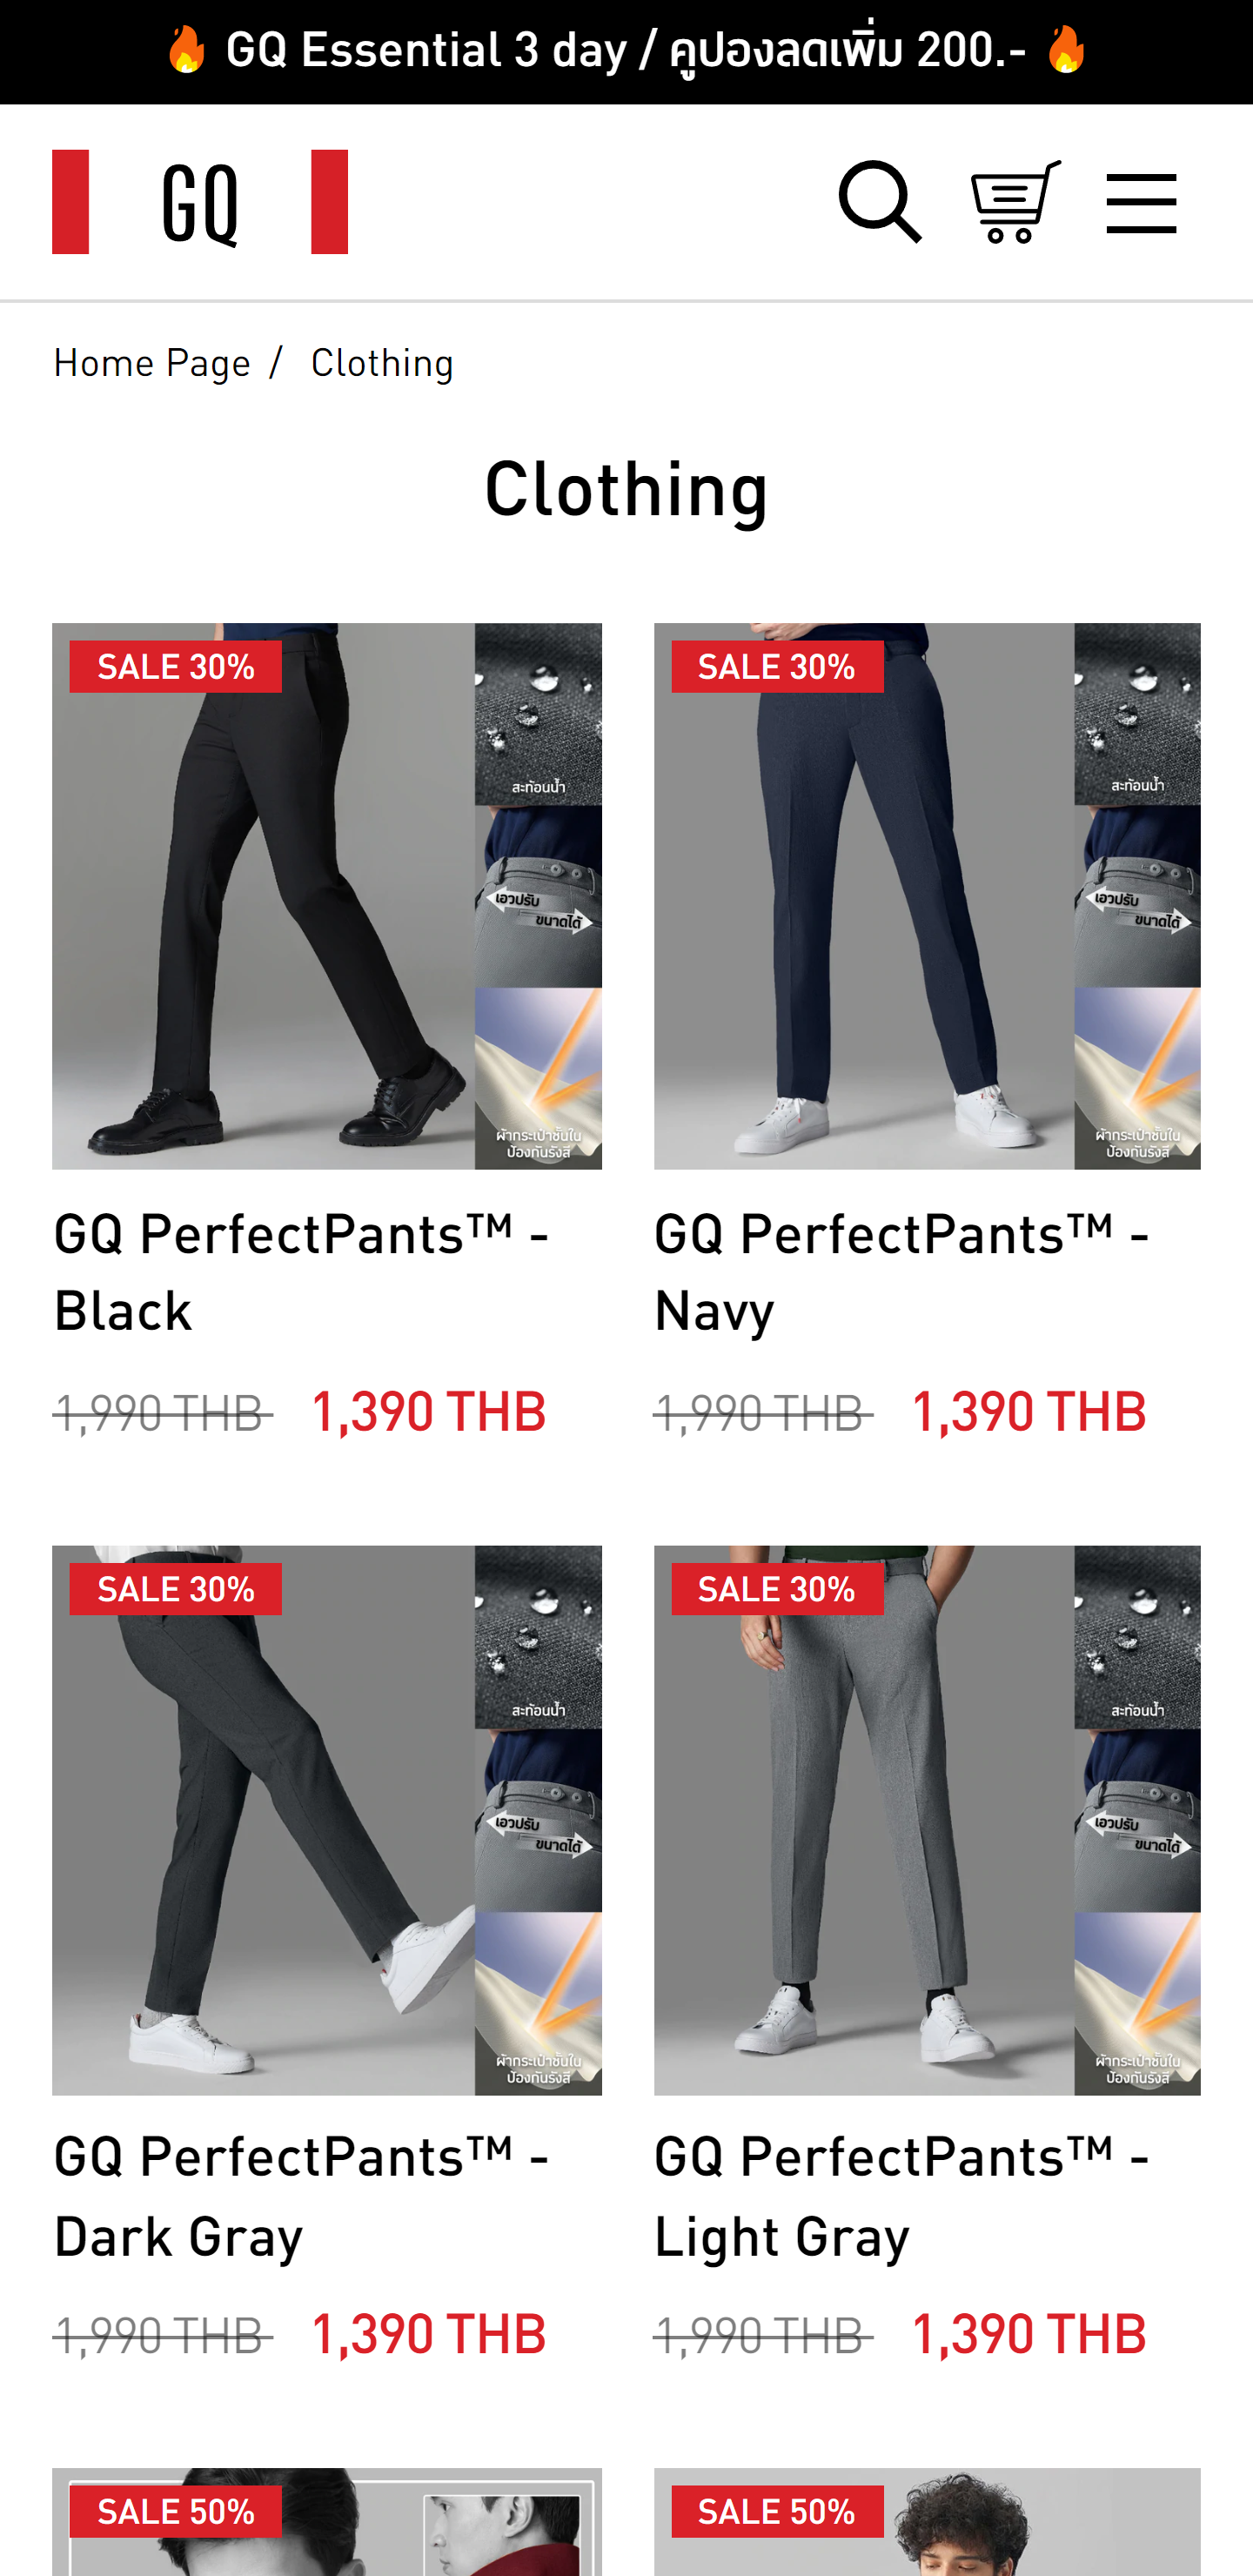 🔥 GQ Essential 3 day / คูปองลดเพิ่ม 200.- 🔥
GQ
Home Page / Clothing
Clothing
SALE 30%
สะท้อนน้ำ
เอวปรับ
ขนาดได้
ผ้ากระเป๋าชั้นใน
ป้องกันรังสี
SALE 30%
สะท้อนน้ำ
เอวปรับ
ขนาดได้
ผ้ากระเป๋าชั้นใน
ป้องกันรังสี
GQ PerfectPants™ -
Black
1,990 THB 1,390 THB
GQ PerfectPants™ -
Navy
1,990 THB 1,390 THB
SALE 30%
สะท้อนน้ำ
เอวปรับ
ขนาดได้
ผ้ากระเป๋าชั้นใน
ป้องกันรังสี
SALE 30%
สะท้อนน้ำ
เอวปรับ
ขนาดได้
ผ้ากระเป๋าชั้นใน
ป้องกันรังสี
GQ PerfectPants™ -
Dark Gray
1,990 THB 1,390 THB
GQ PerfectPants™ -
Light Gray
1,990 THB 1,390 THB
SALE 50%
SALE 50%